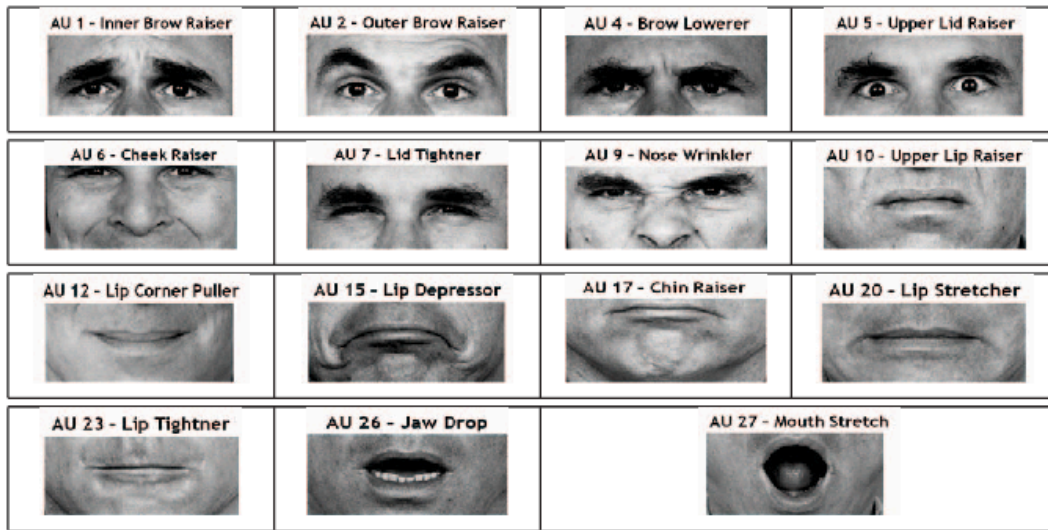 AU 1 - Inner Brow Raiser
AU 2 - Outer Brow Raiser
AU 4 - Brow Lowerer
AU 5 - Upper Lid Raiser
AU 6 - Cheek Raiser
AU 7 - Lid Tightner
AU 9 - Nose Wrinkler
AU 10 - Upper Lip Raiser
AU 12 - Lip Corner Puller
AU 15 - Lip Depressor
AU 17 - Chin Raiser
AU 20 - Lip Stretcher
AU 23 - Lip Tightner
AU 26 - Jaw Drop
AU 27 - Mouth Stretch